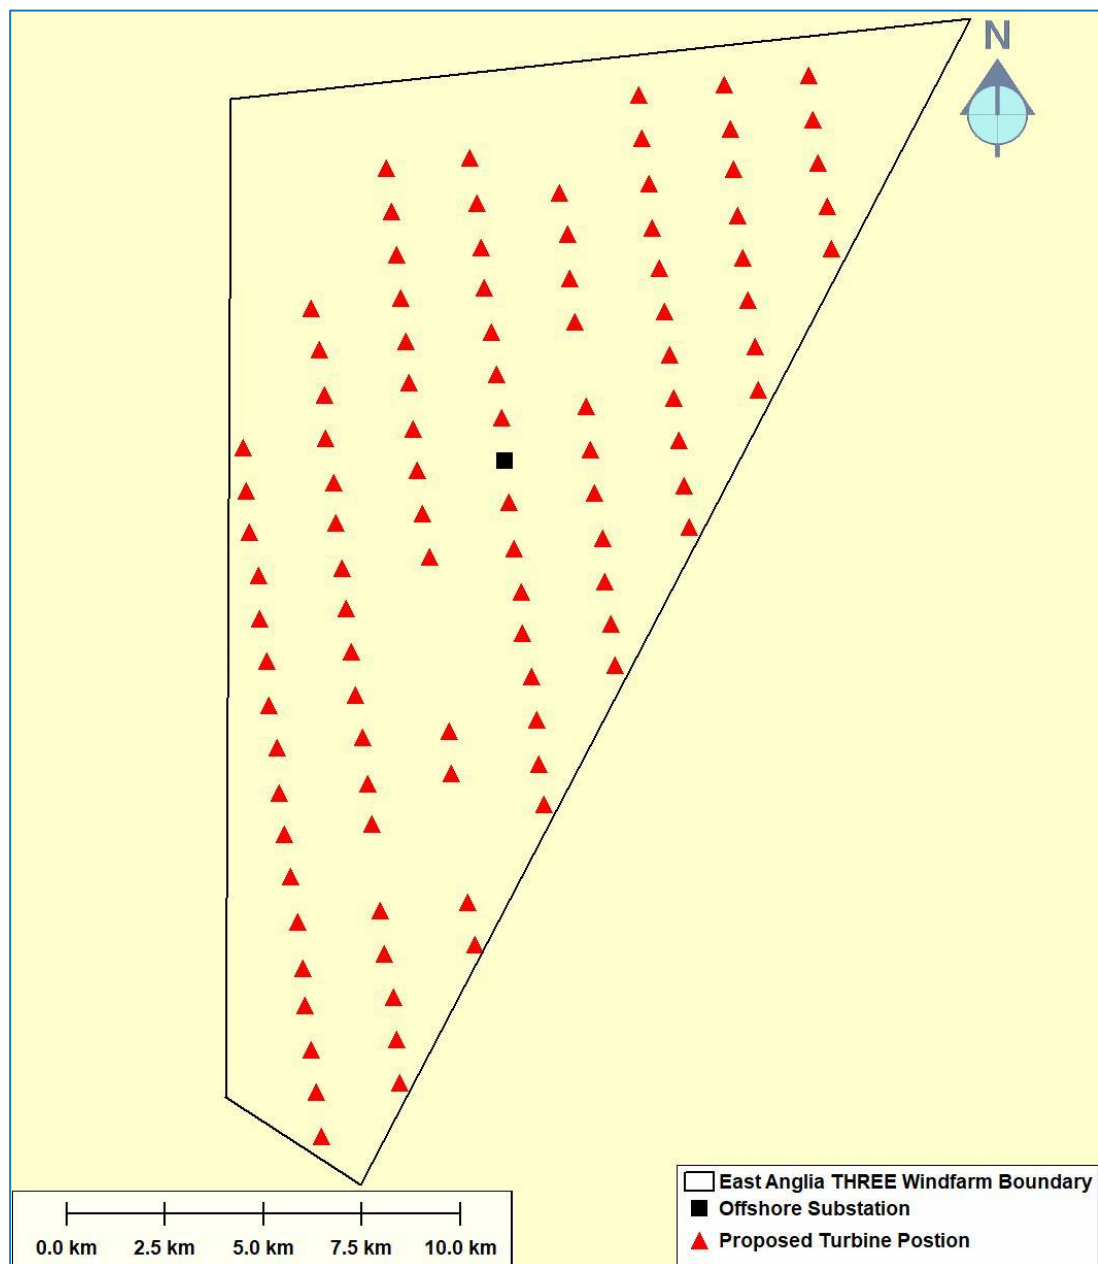 N
East Anglia THREE Windfarm Boundary
Offshore Substation
Proposed Turbine Postion
0.0 km 2.5 km 5.0 km 7.5 km 10.0 km